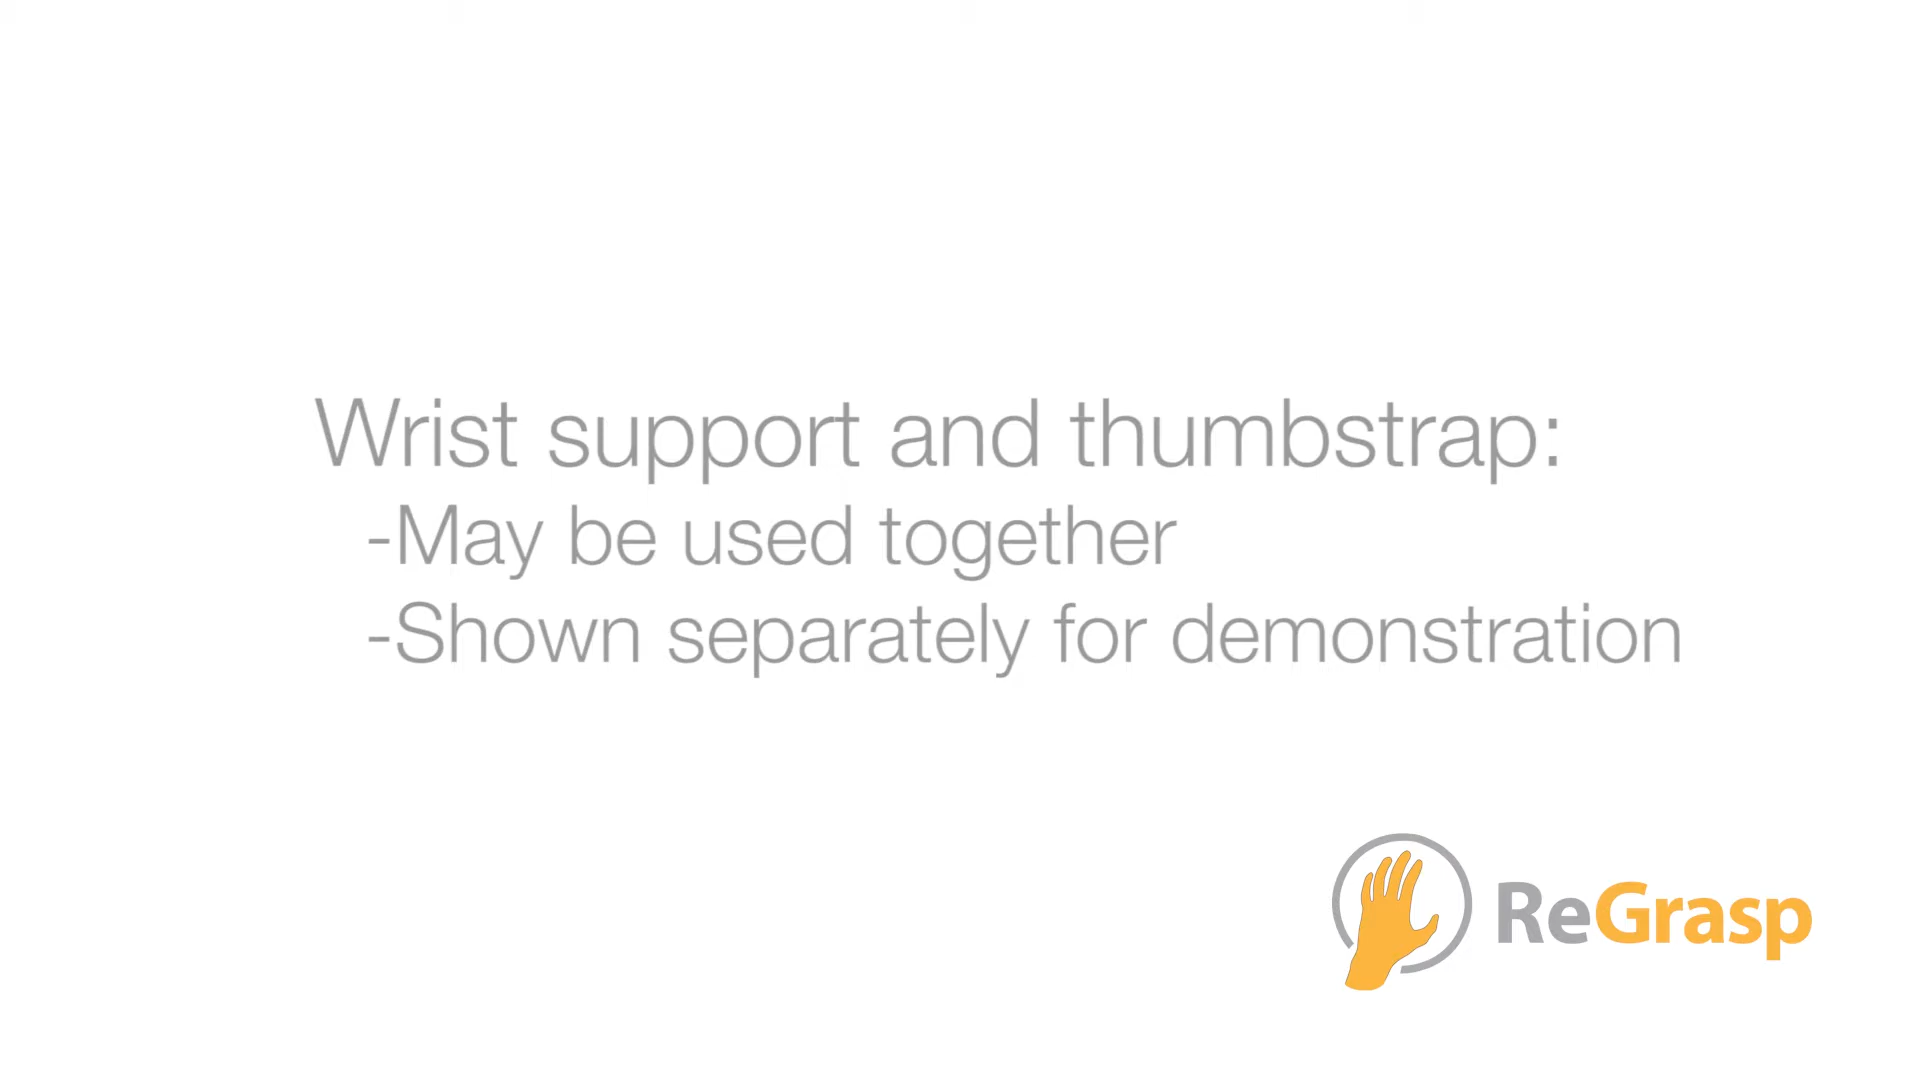 Wrist support and thumbstrap:
-May be used together
-Shown separately for demonstration
ReGrasp